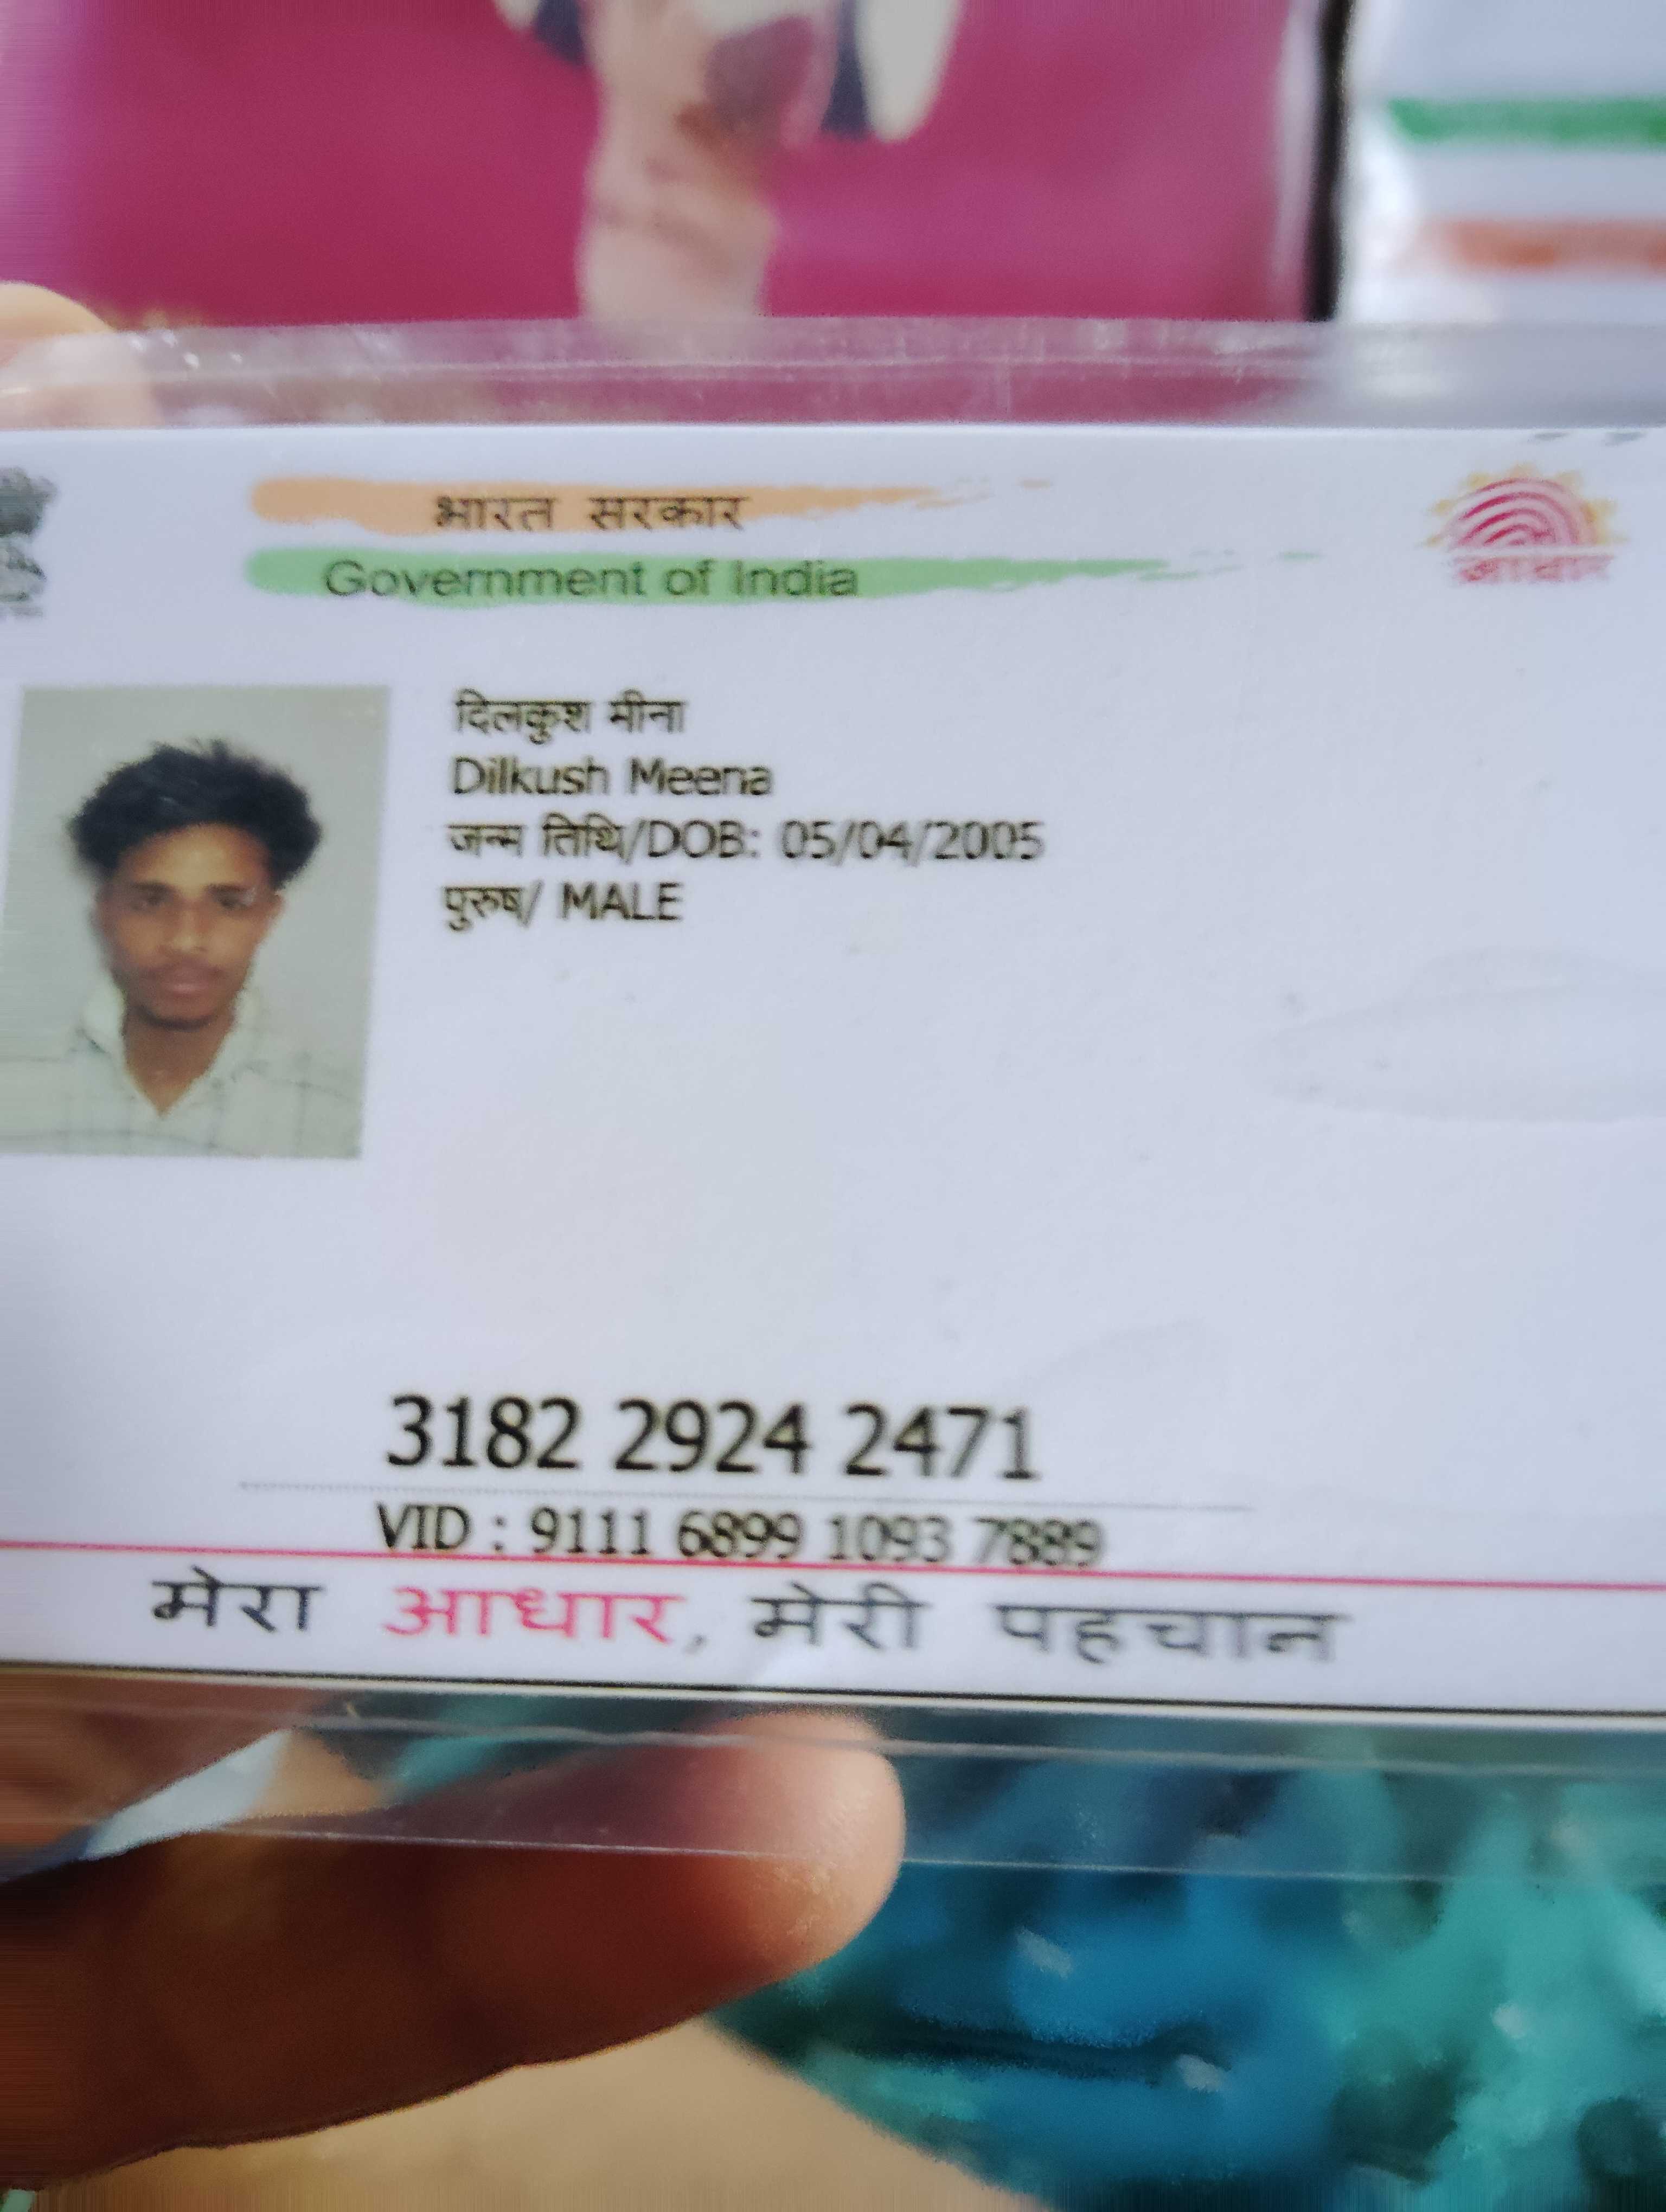 भारत सरकार
Government of India
आधार
दिलकुश मीना
Dilkush Meena
जन्म तिथि/DOB: 05/04/2005
पुरुष/ MALE
3182 2924 2471
VID : 9111 6899 1093 7889
मेरा आधार, मेरी पहचान